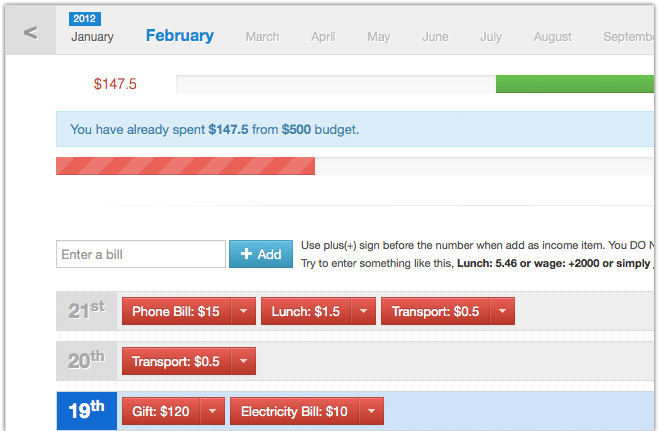 <
2012
January February March April May June July August
$147.5
You have already spent $147.5 from $500 budget.
Enter a bill + Add
Use plus(+) sign before the number when add as income item. You DO
Try to enter something like this, Lunch: 5.46 or wage: +2000 or simply
21st Phone Bill: $15 Lunch: $1.5 Transport: $0.5
20th Transport: $0.5
19th Gift: $120 Electricity Bill: $10